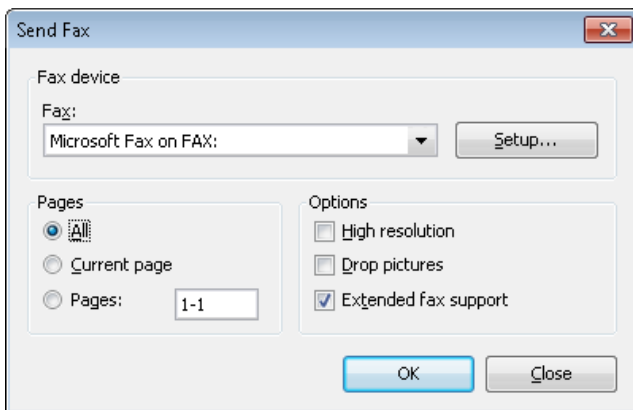 Send Fax
Fax device
Fax:
Microsoft Fax on FAX:
Setup...
Pages
All
Current page
Pages: 1-1
Options
High resolution
Drop pictures
Extended fax support
OK
Close